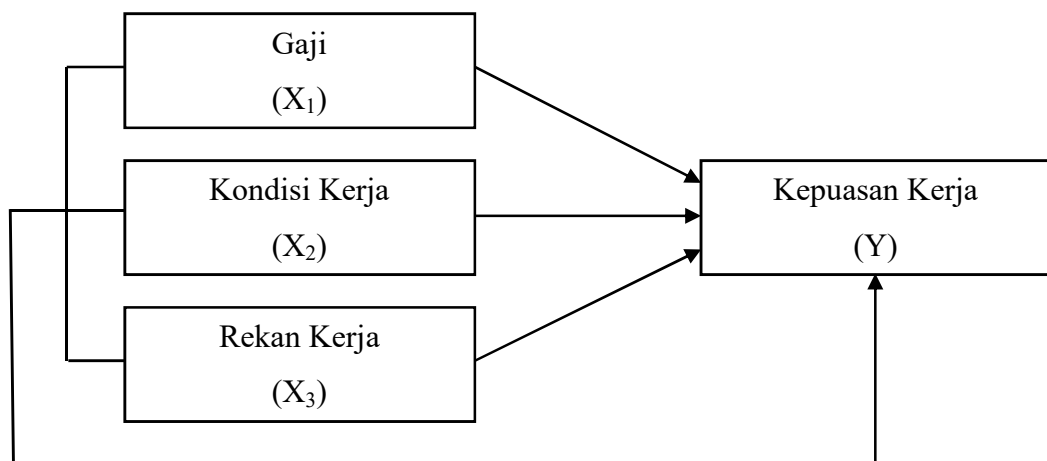 Gaji
(X₁)
Kondisi Kerja
(X₂)
Rekan Kerja
(X₃)
Kepuasan Kerja
(Y)